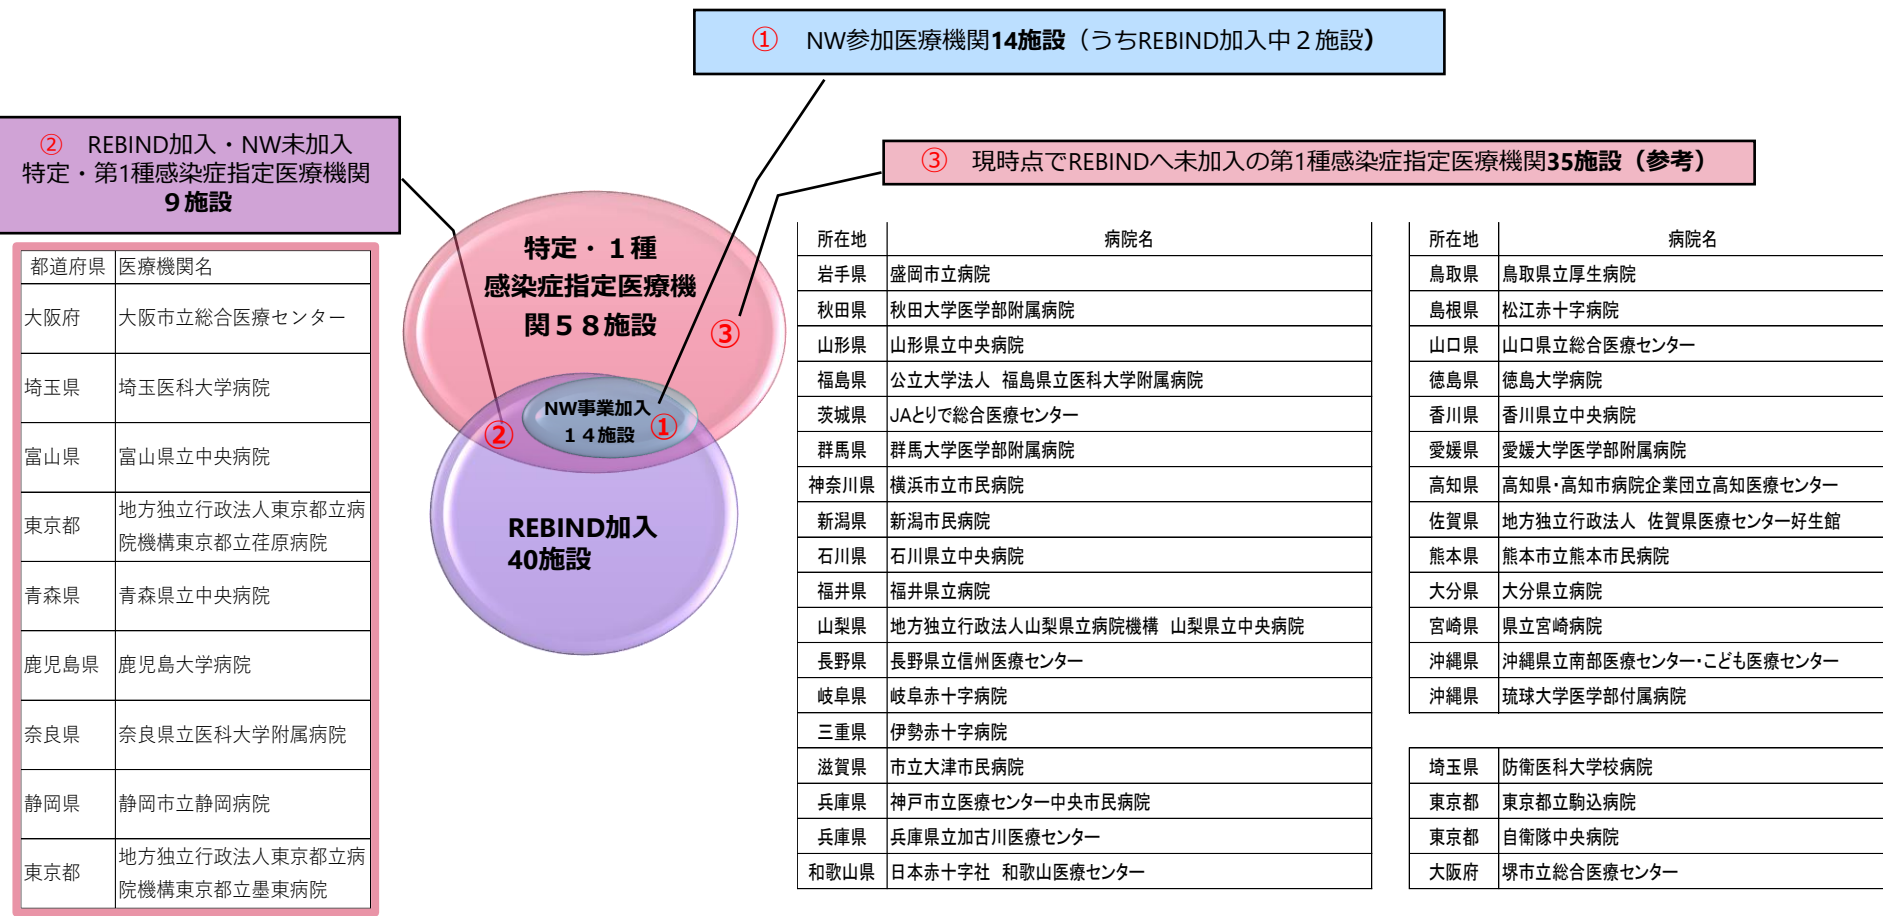 ① NW参加医療機関14施設（うちREBIND加入中２施設）
② REBIND加入・NW未加入
特定・第1種感染症指定医療機関
９施設
③ 現時点でREBINDへ未加入の第1種感染症指定医療機関35施設（参考）
特定・１種
感染症指定医療機
関５８施設
③
NW事業加入
１４施設
①
②
REBIND加入
40施設
都道府県 医療機関名
大阪府 大阪市立総合医療センター
埼玉県 埼玉医科大学病院
富山県 富山県立中央病院
東京都 地方独立行政法人東京都立病
院機構東京都立荏原病院
青森県 青森県立中央病院
鹿児島県 鹿児島大学病院
奈良県 奈良県立医科大学附属病院
静岡県 静岡市立静岡病院
東京都 地方独立行政法人東京都立病
院機構東京都立墨東病院
所在地 病院名
岩手県 盛岡市立病院
秋田県 秋田大学医学部附属病院
山形県 山形県立中央病院
福島県 公立大学法人 福島県立医科大学附属病院
茨城県 JAとりで総合医療センター
群馬県 群馬大学医学部附属病院
神奈川県 横浜市立市民病院
新潟県 新潟市民病院
石川県 石川県立中央病院
福井県 福井県立病院
山梨県 地方独立行政法人山梨県立病院機構 山梨県立中央病院
長野県 長野県立信州医療センター
岐阜県 岐阜赤十字病院
三重県 伊勢赤十字病院
滋賀県 市立大津市民病院
兵庫県 神戸市立医療センター中央市民病院
兵庫県 兵庫県立加古川医療センター
和歌山県 日本赤十字社 和歌山医療センター
所在地 病院名
鳥取県 鳥取県立厚生病院
島根県 松江赤十字病院
山口県 山口県立総合医療センター
徳島県 徳島大学病院
香川県 香川県立中央病院
愛媛県 愛媛大学医学部附属病院
高知県 高知県・高知市病院企業団立高知医療センター
佐賀県 地方独立行政法人 佐賀県医療センター好生館
熊本県 熊本市立熊本市民病院
大分県 大分県立病院
宮崎県 県立宮崎病院
沖縄県 沖縄県立南部医療センター・こども医療センター
沖縄県 琉球大学医学部付属病院
埼玉県 防衛医科大学校病院
東京都 東京都立駒込病院
東京都 自衛隊中央病院
大阪府 堺市立総合医療センター